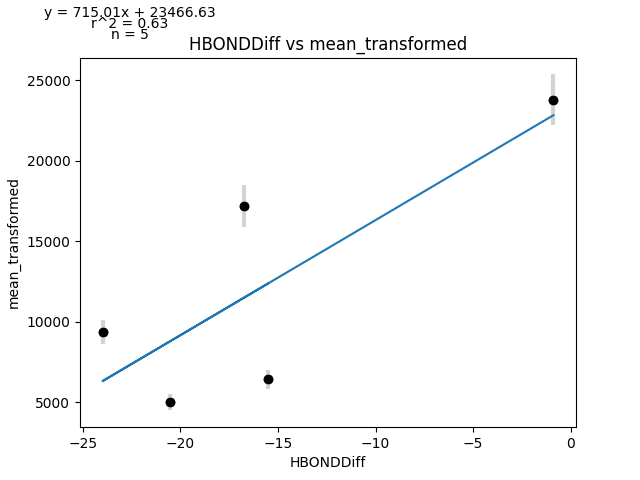 y = 715.01x + 23466.63
r^2 = 0.63
n = 5
HBONDDiff vs mean_transformed
25000
20000
15000
10000
5000
mean_transformed
−25
−20
−15
−10
−5
0
HBONDDiff